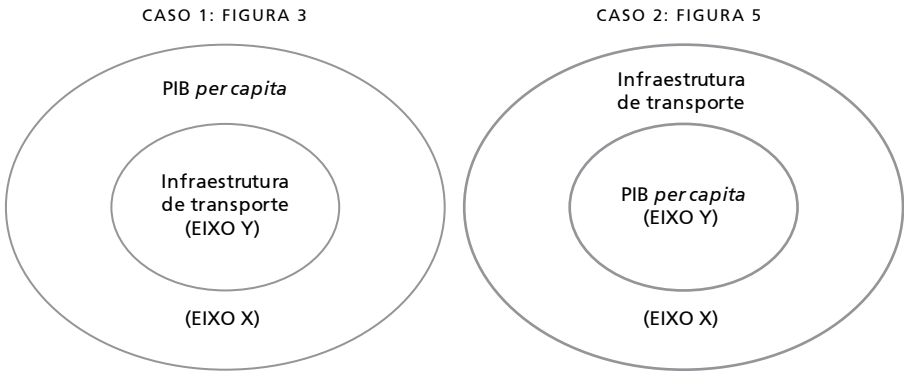 CASO 1: FIGURA 3
PIB per capita
Infraestrutura
de transporte
(EIXO Y)
(EIXO X)
CASO 2: FIGURA 5
Infraestrutura
de transporte
PIB per capita
(EIXO Y)
(EIXO X)